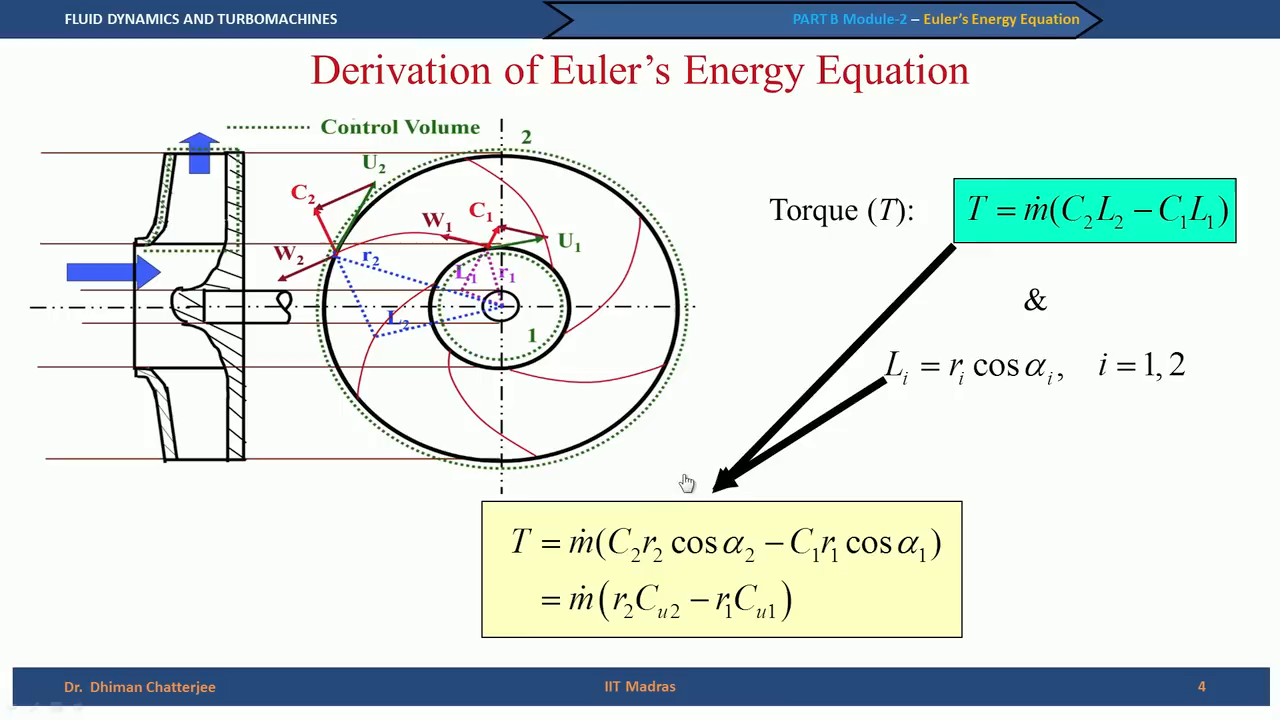 FLUID DYNAMICS AND TURBOMACHINES
PART B Module-2 – Euler's Energy Equation
Derivation of Euler's Energy Equation
Control Volume
2
U₂
C₂
W₁
C₁
U₁
W₂
r₂
L₁
r₁
L₂
1
Torque (T):
T = ṁ(C₂L₂ − C₁L₁)
&
Lᵢ = rᵢ cos αᵢ, i = 1, 2
T = ṁ(C₂r₂ cos α₂ − C₁r₁ cos α₁)
= ṁ(r₂Cᵤ₂ − r₁Cᵤ₁)
Dr. Dhiman Chatterjee
IIT Madras
4